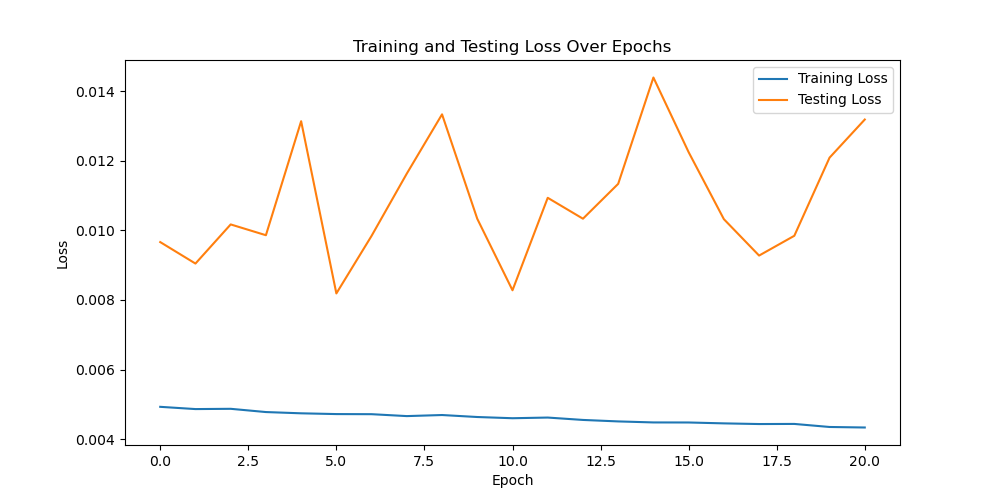 Training and Testing Loss Over Epochs
Training Loss
Testing Loss
0.014
0.012
0.010
0.008
0.006
0.004
Loss
0.0 2.5 5.0 7.5 10.0 12.5 15.0 17.5 20.0
Epoch